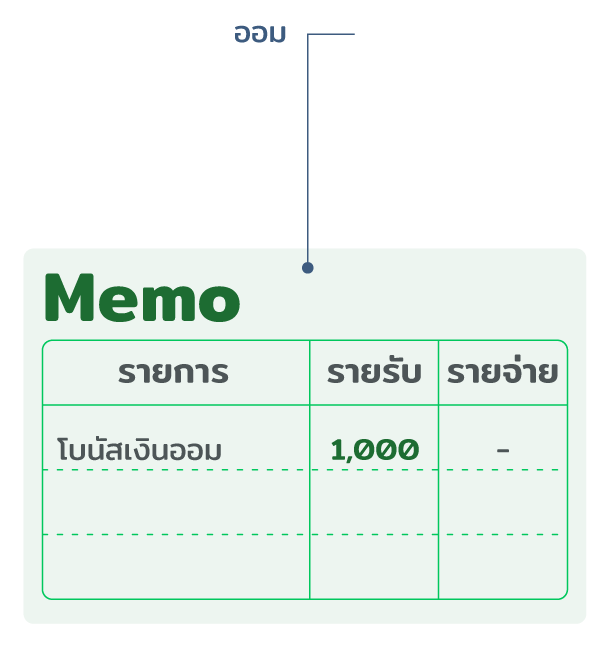 ออม
Memo
รายการ รายรับ รายจ่าย
โบนัสเงินออม 1,000 -